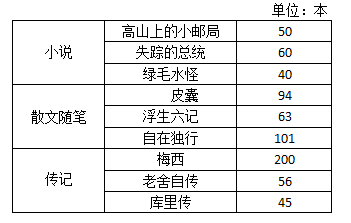 单位：本
小说
高山上的小邮局 50
失踪的总统 60
绿毛水怪 40
散文随笔
皮囊 94
浮生六记 63
自在独行 101
传记
梅西 200
老舍自传 56
库里传 45